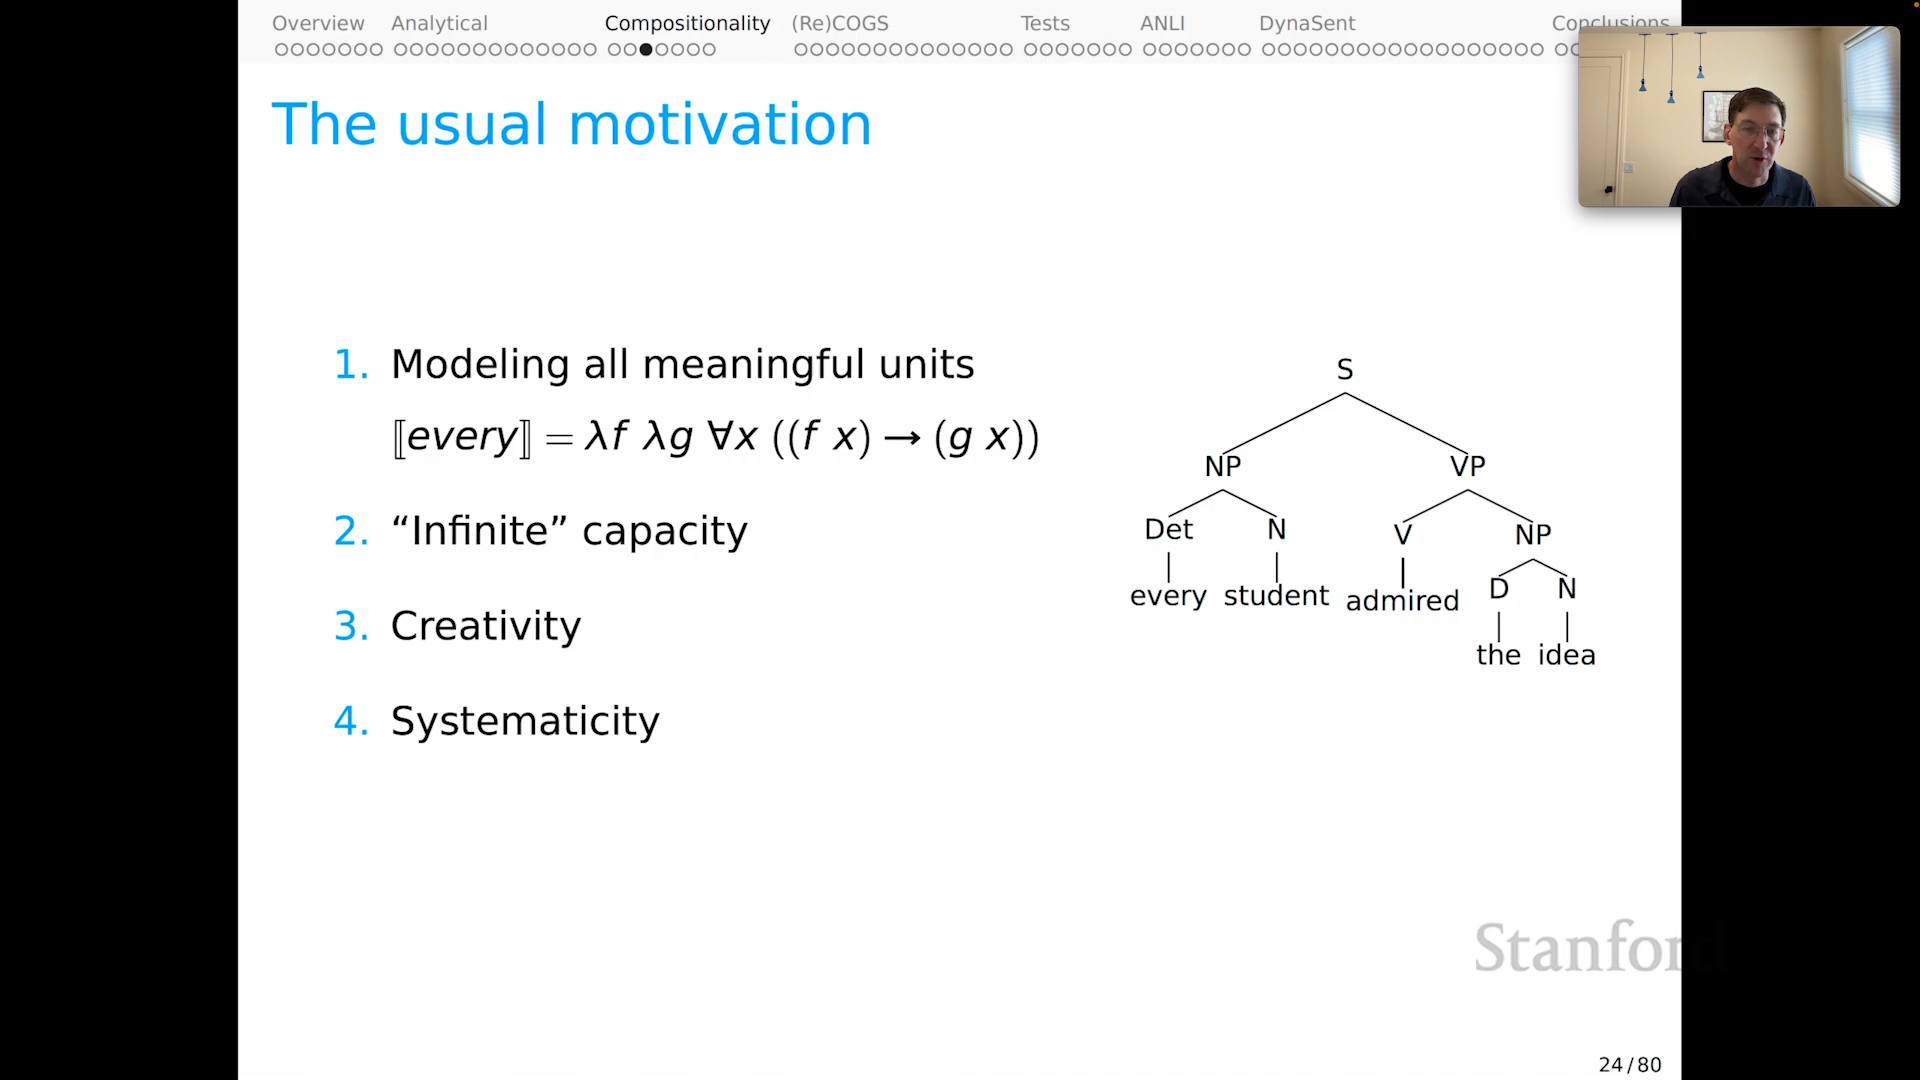 Overview Analytical Compositionality (Re)COGS Tests ANLI DynaSent Conclusions
The usual motivation
1. Modeling all meaningful units
⟦every⟧ = λf λg ∀x ((f x) → (g x))
2. “Infinite” capacity
3. Creativity
4. Systematicity
S
NP VP
Det N V NP
every student admired D N
the idea
Stanford
24/80